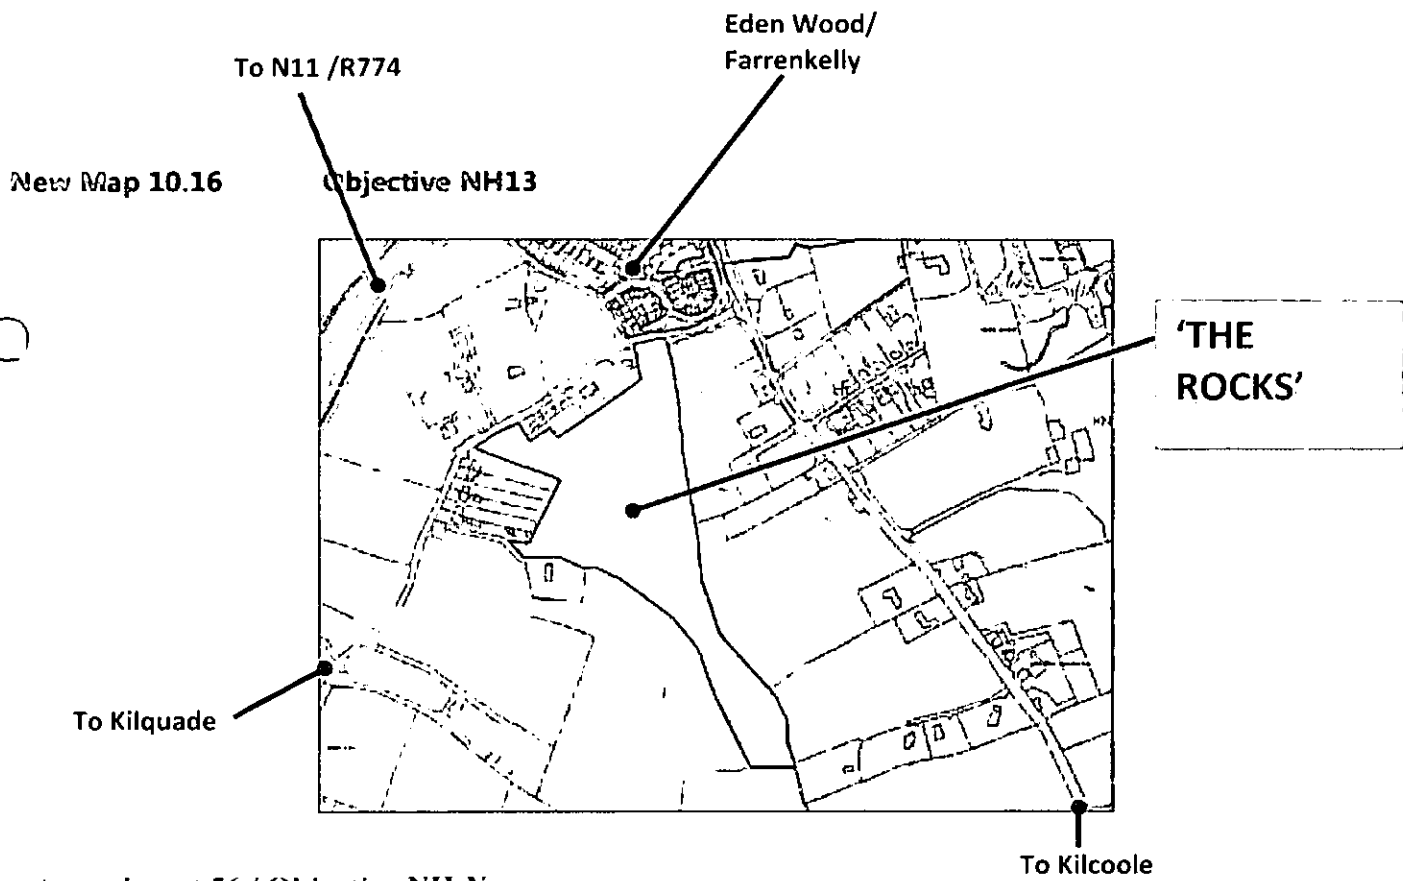 Eden Wood/
Farrenkelly
To N11 /R774
New Map 10.16 Objective NH13
'THE
ROCKS'
To Kilquade
To Kilcoole